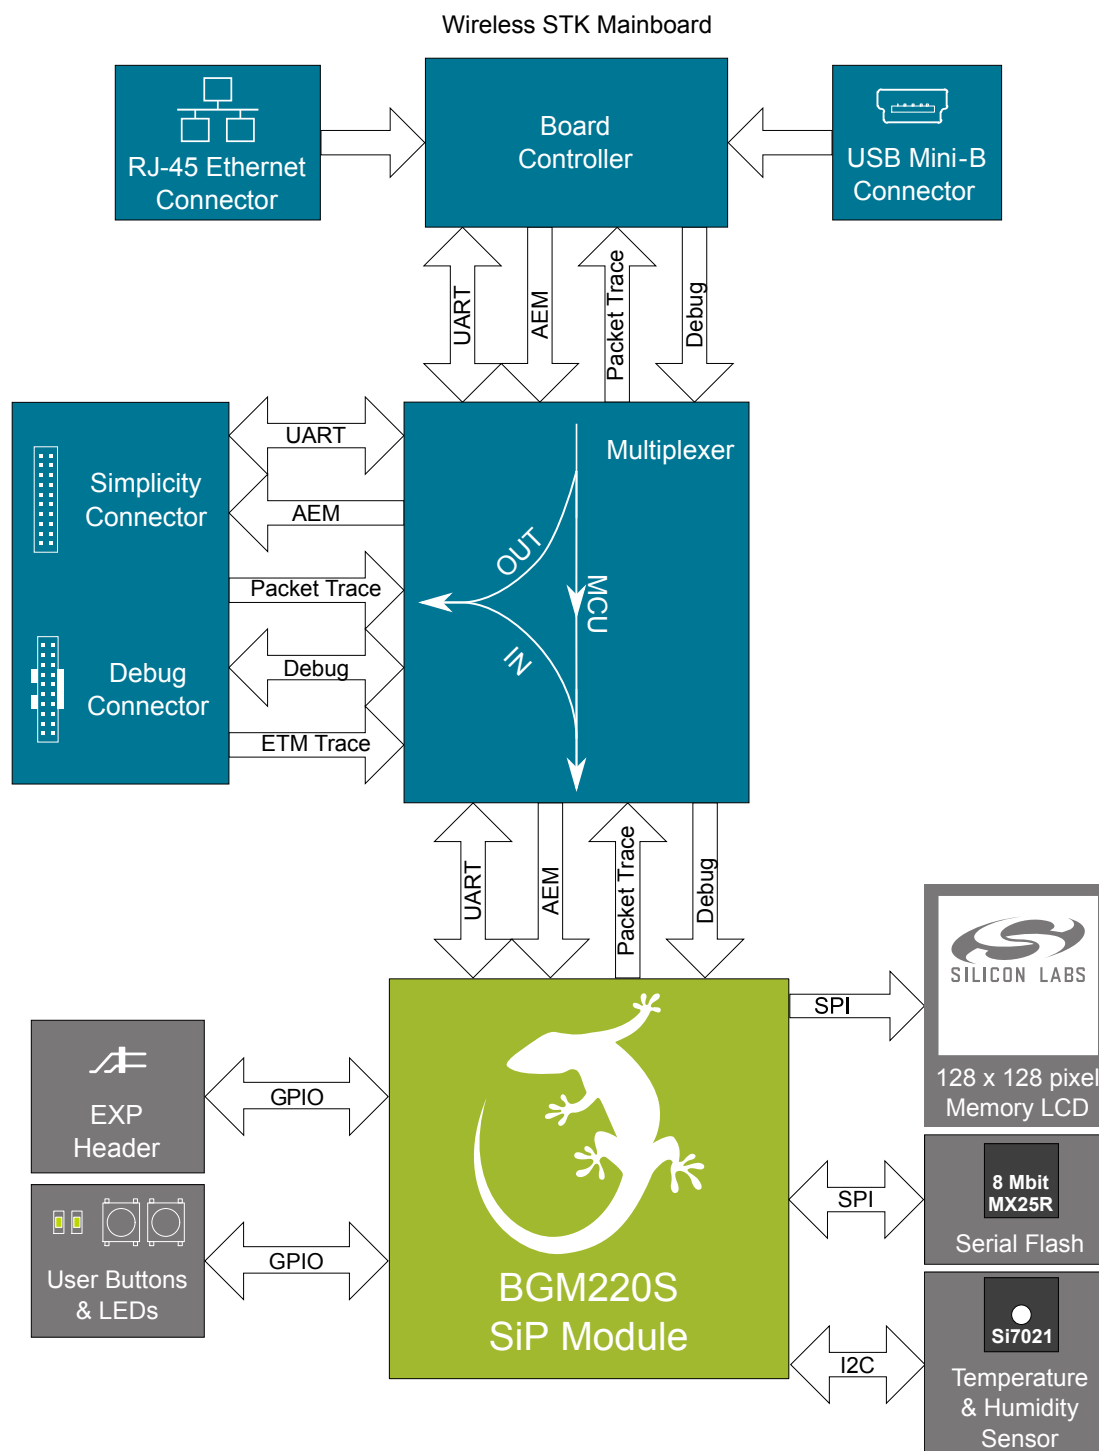 Wireless STK Mainboard
RJ-45 Ethernet
Connector
Board
Controller
USB Mini-B
Connector
UART
AEM
Packet Trace
Debug
Simplicity
Connector
Debug
Connector
UART
AEM
Packet Trace
Debug
ETM Trace
Multiplexer
OUT
MCU
IN
UART
AEM
Packet Trace
Debug
EXP
Header
GPIO
User Buttons
& LEDs
GPIO
BGM220S
SiP Module
SPI
SILICON LABS
128 x 128 pixel
Memory LCD
SPI
8 Mbit
MX25R
Serial Flash
I2C
Si7021
Temperature
& Humidity
Sensor